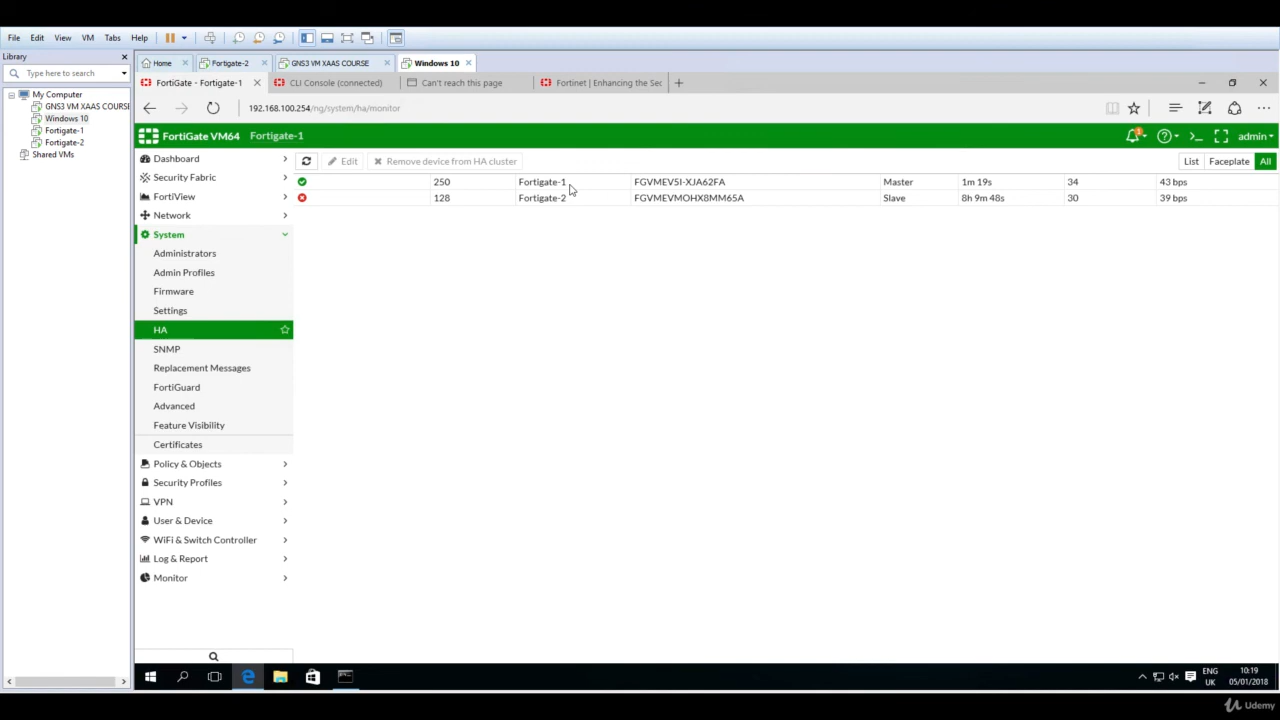 File Edit View VM Tabs Help
Library
Type here to search
My Computer
GNS3 VM XAAS COURSE
Windows 10
Fortigate-1
Fortigate-2
Shared VMs
Home Fortigate-2 GNS3 VM XAAS COURSE Windows 10
FortiGate - Fortigate-1 CLI Console (connected) Can't reach this page Fortinet | Enhancing the Sec
192.168.100.254/ng/system/ha/monitor
FortiGate VM64 Fortigate-1 1 admin
Dashboard
Security Fabric
FortiView
Network
System
Administrators
Admin Profiles
Firmware
Settings
HA
SNMP
Replacement Messages
FortiGuard
Advanced
Feature Visibility
Certificates
Policy & Objects
Security Profiles
VPN
User & Device
WiFi & Switch Controller
Log & Report
Monitor
Edit Remove device from HA cluster List Faceplate All
250 Fortigate-1 FGVMEV5I-XJA62FA Master 1m 19s 34 43 bps
128 Fortigate-2 FGVMEVMOHX8MM65A Slave 8h 9m 48s 30 39 bps
ENG
UK
10:19
05/01/2018
Udemy